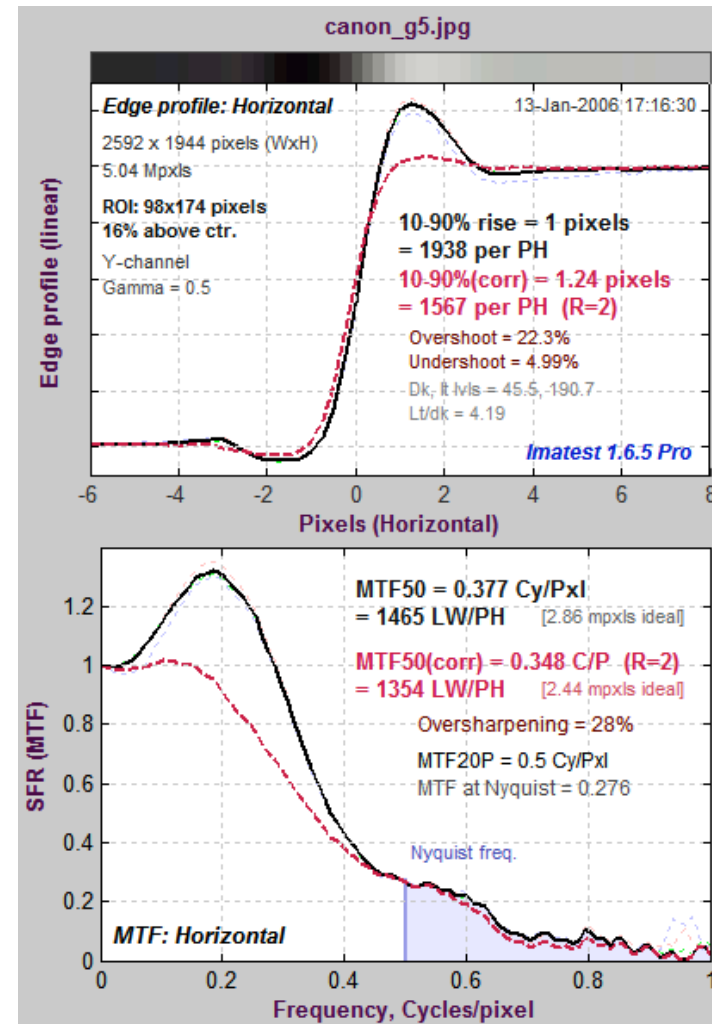 canon_g5.jpg
Edge profile: Horizontal
13-Jan-2006 17:16:30
2592 x 1944 pixels (WxH)
5.04 Mpxls
ROI: 98x174 pixels
16% above ctr.
Y-channel
Gamma = 0.5
10-90% rise = 1 pixels
= 1938 per PH
10-90%(corr) = 1.24 pixels
= 1567 per PH (R=2)
Overshoot = 22.3%
Undershoot = 4.99%
Dk, lt lvls = 45.5, 190.7
Lt/dk = 4.19
Imatest 1.6.5 Pro
Edge profile (linear)
-6 -4 -2 0 2 4 6 8
Pixels (Horizontal)
MTF50 = 0.377 Cy/Pxl
= 1465 LW/PH [2.86 mpxls ideal]
MTF50(corr) = 0.348 C/P (R=2)
= 1354 LW/PH [2.44 mpxls ideal]
Oversharpening = 28%
MTF20P = 0.5 Cy/Pxl
MTF at Nyquist = 0.276
Nyquist freq.
MTF: Horizontal
SFR (MTF)
1.2
1
0.8
0.6
0.4
0.2
0
0 0.2 0.4 0.6 0.8 1
Frequency, Cycles/pixel